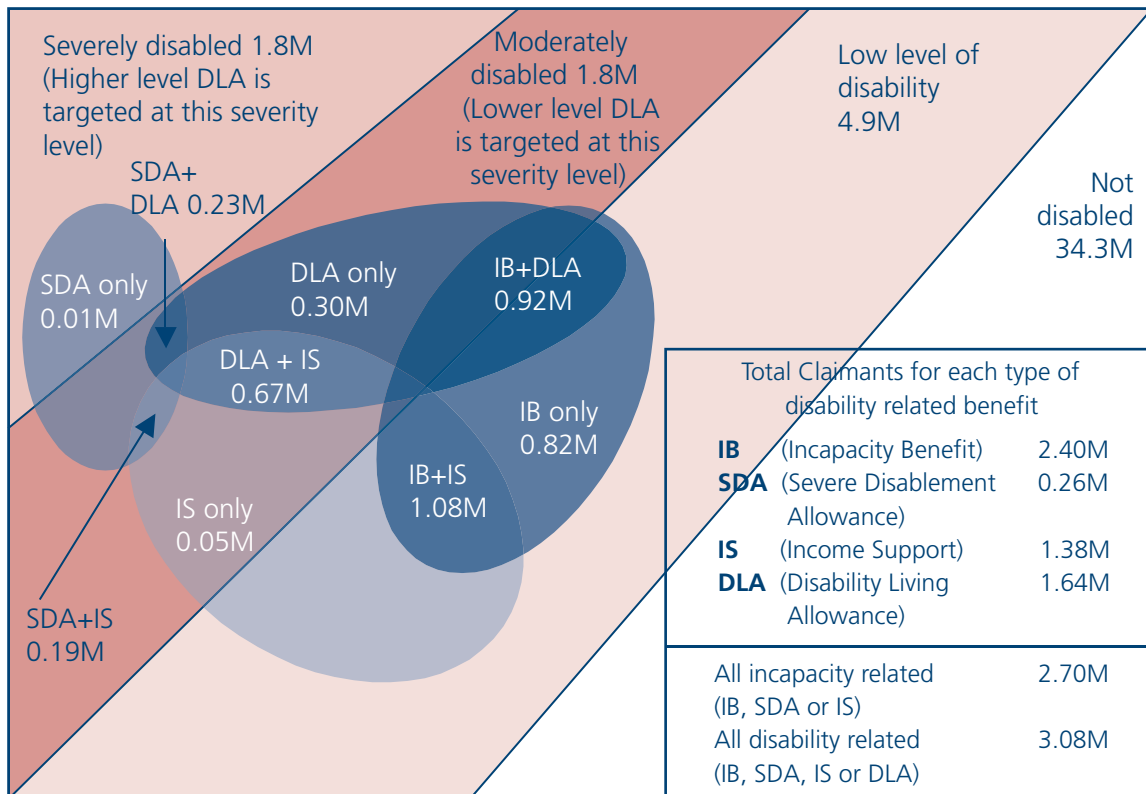 Severely disabled 1.8M
(Higher level DLA is
targeted at this severity
level)
Moderately
disabled 1.8M
(Lower level DLA
is targeted at this
severity level)
Low level of
disability
4.9M
Not
disabled
34.3M
SDA+
DLA 0.23M
SDA only
0.01M
DLA only
0.30M
IB+DLA
0.92M
DLA + IS
0.67M
IB only
0.82M
IB+IS
1.08M
IS only
0.05M
SDA+IS
0.19M
Total Claimants for each type of
disability related benefit
IB (Incapacity Benefit) 2.40M
SDA (Severe Disablement 0.26M
Allowance)
IS (Income Support) 1.38M
DLA (Disability Living 1.64M
Allowance)
All incapacity related 2.70M
(IB, SDA or IS)
All disability related 3.08M
(IB, SDA, IS or DLA)